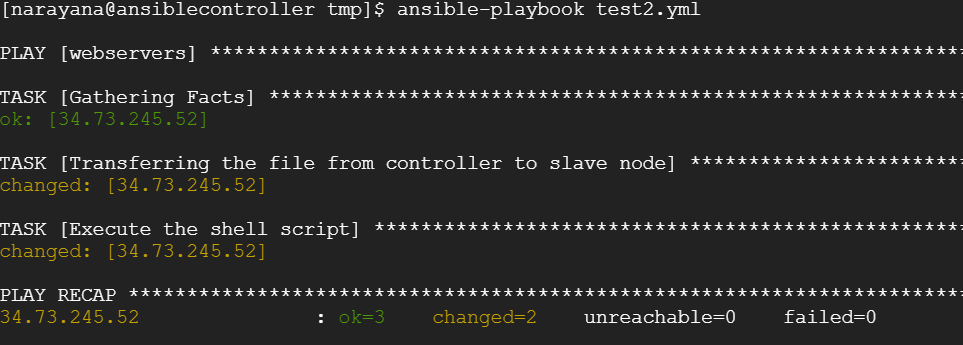 [narayana@ansiblecontroller tmp]$ ansible-playbook test2.yml
PLAY [webservers] ****************************************************************
TASK [Gathering Facts] ***********************************************************
ok: [34.73.245.52]
TASK [Transferring the file from controller to slave node] ***********************
changed: [34.73.245.52]
TASK [Execute the shell script] **************************************************
changed: [34.73.245.52]
PLAY RECAP ***********************************************************************
34.73.245.52 : ok=3 changed=2 unreachable=0 failed=0